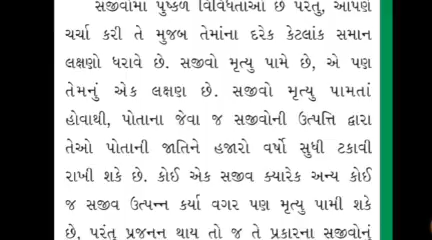 સજીવોમાં પુષ્કળ વિવિધતાઓ છે પરંતુ, આપણે
ચર્ચા કરી તે મુજબ તેમાંના દરેક કેટલાંક સમાન
લક્ષણો ધરાવે છે. સજીવો મૃત્યુ પામે છે, એ પણ
તેમનું એક લક્ષણ છે. સજીવો મૃત્યુ પામતાં
હોવાથી, પોતાના જેવા જ સજીવોની ઉત્પત્તિ દ્વારા
તેઓ પોતાની જાતિને હજારો વર્ષો સુધી ટકાવી
રાખી શકે છે. કોઈ એક સજીવ ક્યારેક અન્ય કોઈ
જ સજીવ ઉત્પન્ન કર્યા વગર પણ મૃત્યુ પામી શકે
છે, પરંતુ પ્રજનન થાય તો જ તે પ્રકારના સજીવોનું